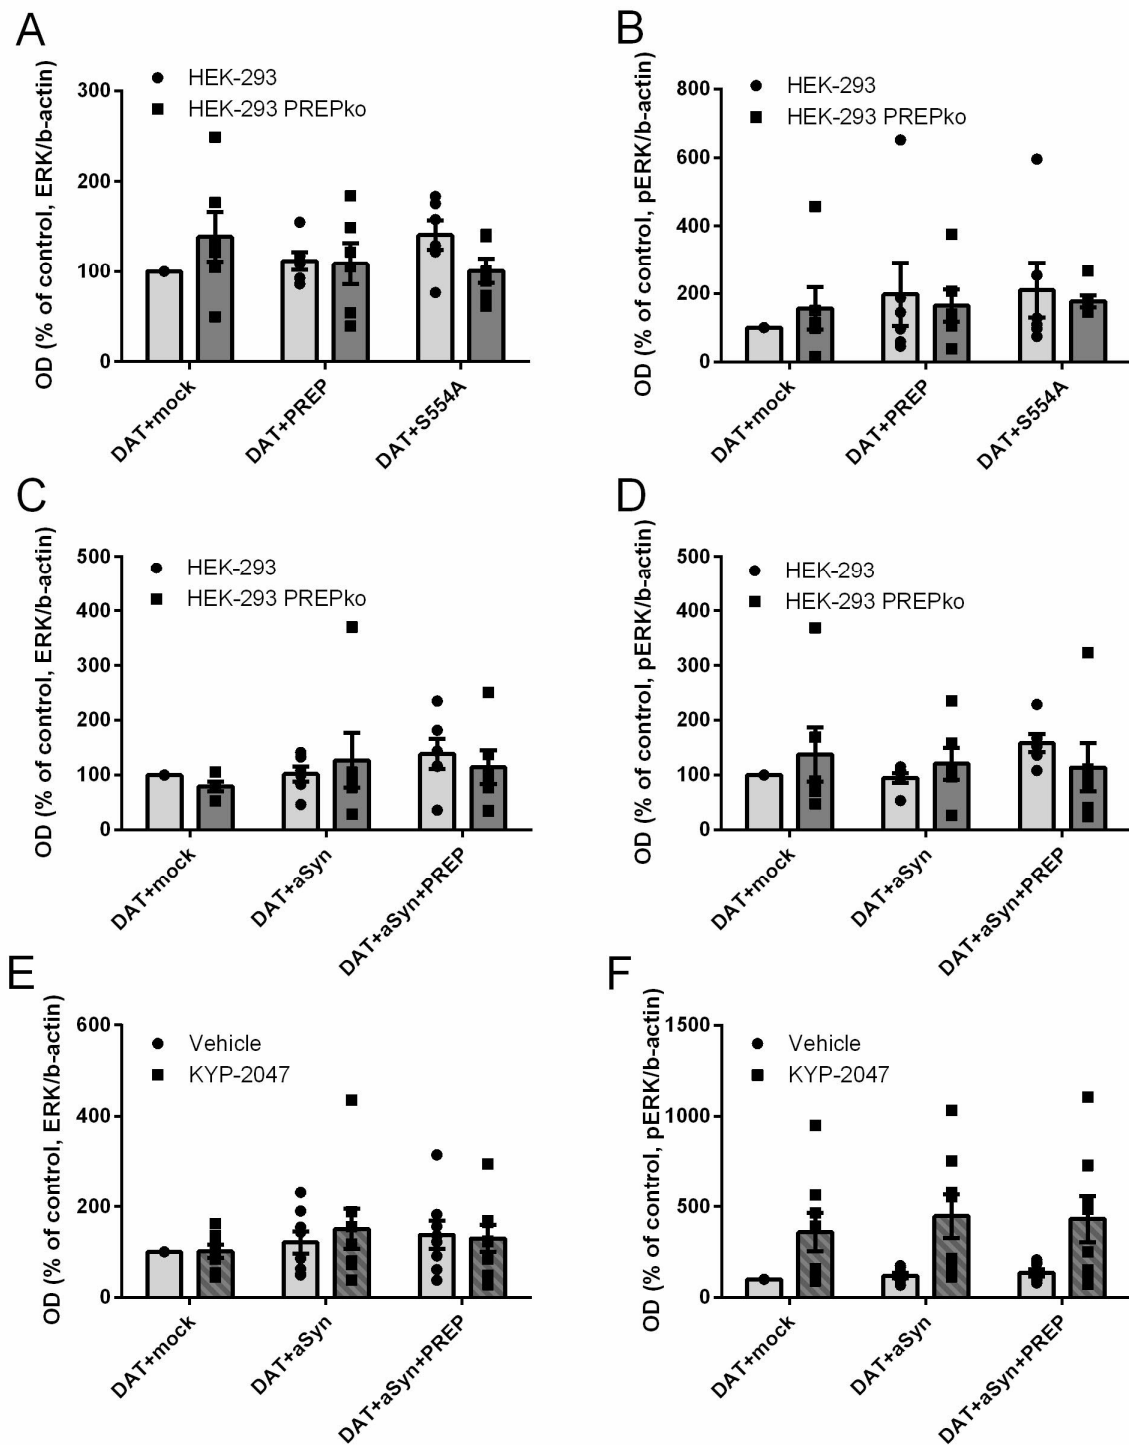 A
OD (% of control, ERK/b-actin)
HEK-293
HEK-293 PREPko
300
200
100
0
DAT+mock
DAT+PREP
DAT+S554A
B
OD (% of control, pERK/b-actin)
HEK-293
HEK-293 PREPko
800
600
400
200
0
DAT+mock
DAT+PREP
DAT+S554A
C
OD (% of control, ERK/b-actin)
HEK-293
HEK-293 PREPko
500
400
300
200
100
0
DAT+mock
DAT+aSyn
DAT+aSyn+PREP
D
OD (% of control, pERK/b-actin)
HEK-293
HEK-293 PREPko
500
400
300
200
100
0
DAT+mock
DAT+aSyn
DAT+aSyn+PREP
E
OD (% of control, ERK/b-actin)
Vehicle
KYP-2047
600
400
200
0
DAT+mock
DAT+aSyn
DAT+aSyn+PREP
F
OD (% of control, pERK/b-actin)
Vehicle
KYP-2047
1500
1000
500
0
DAT+mock
DAT+aSyn
DAT+aSyn+PREP